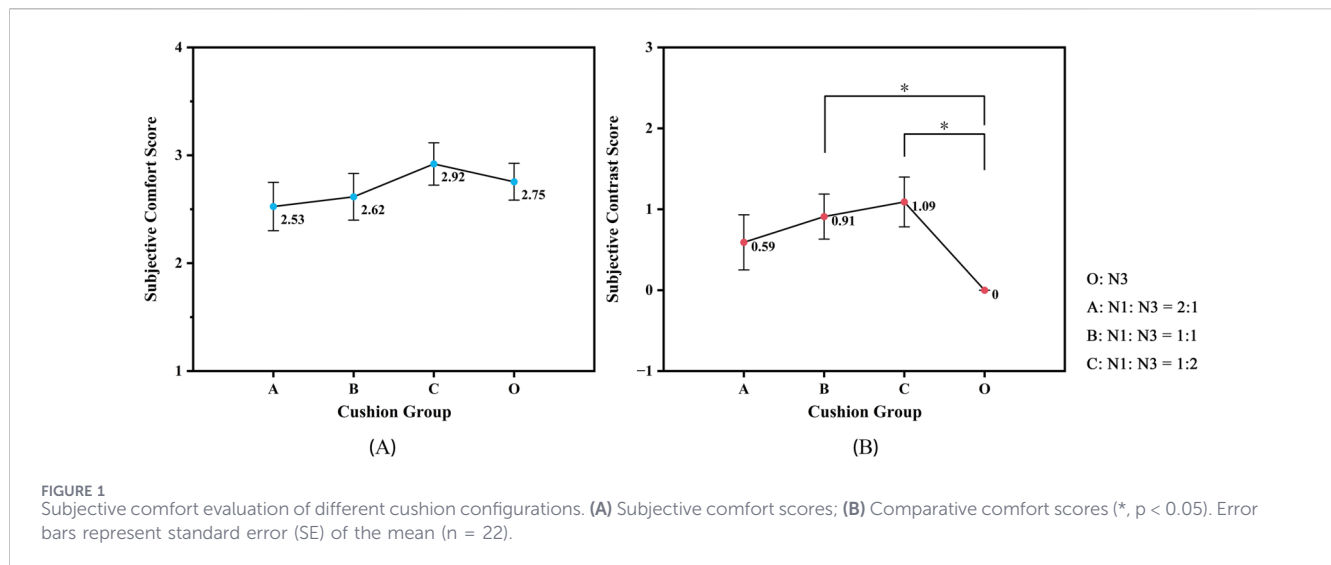 4
3
2
1
Subjective Comfort Score
2.53
2.62
2.92
2.75
A B C O
Cushion Group
(A)
3
2
1
0
−1
Subjective Contrast Score
*
*
0.59
0.91
1.09
0
A B C O
Cushion Group
(B)
O: N3
A: N1: N3 = 2:1
B: N1: N3 = 1:1
C: N1: N3 = 1:2
FIGURE 1
Subjective comfort evaluation of different cushion configurations. (A) Subjective comfort scores; (B) Comparative comfort scores (*, p < 0.05). Error
bars represent standard error (SE) of the mean (n = 22).